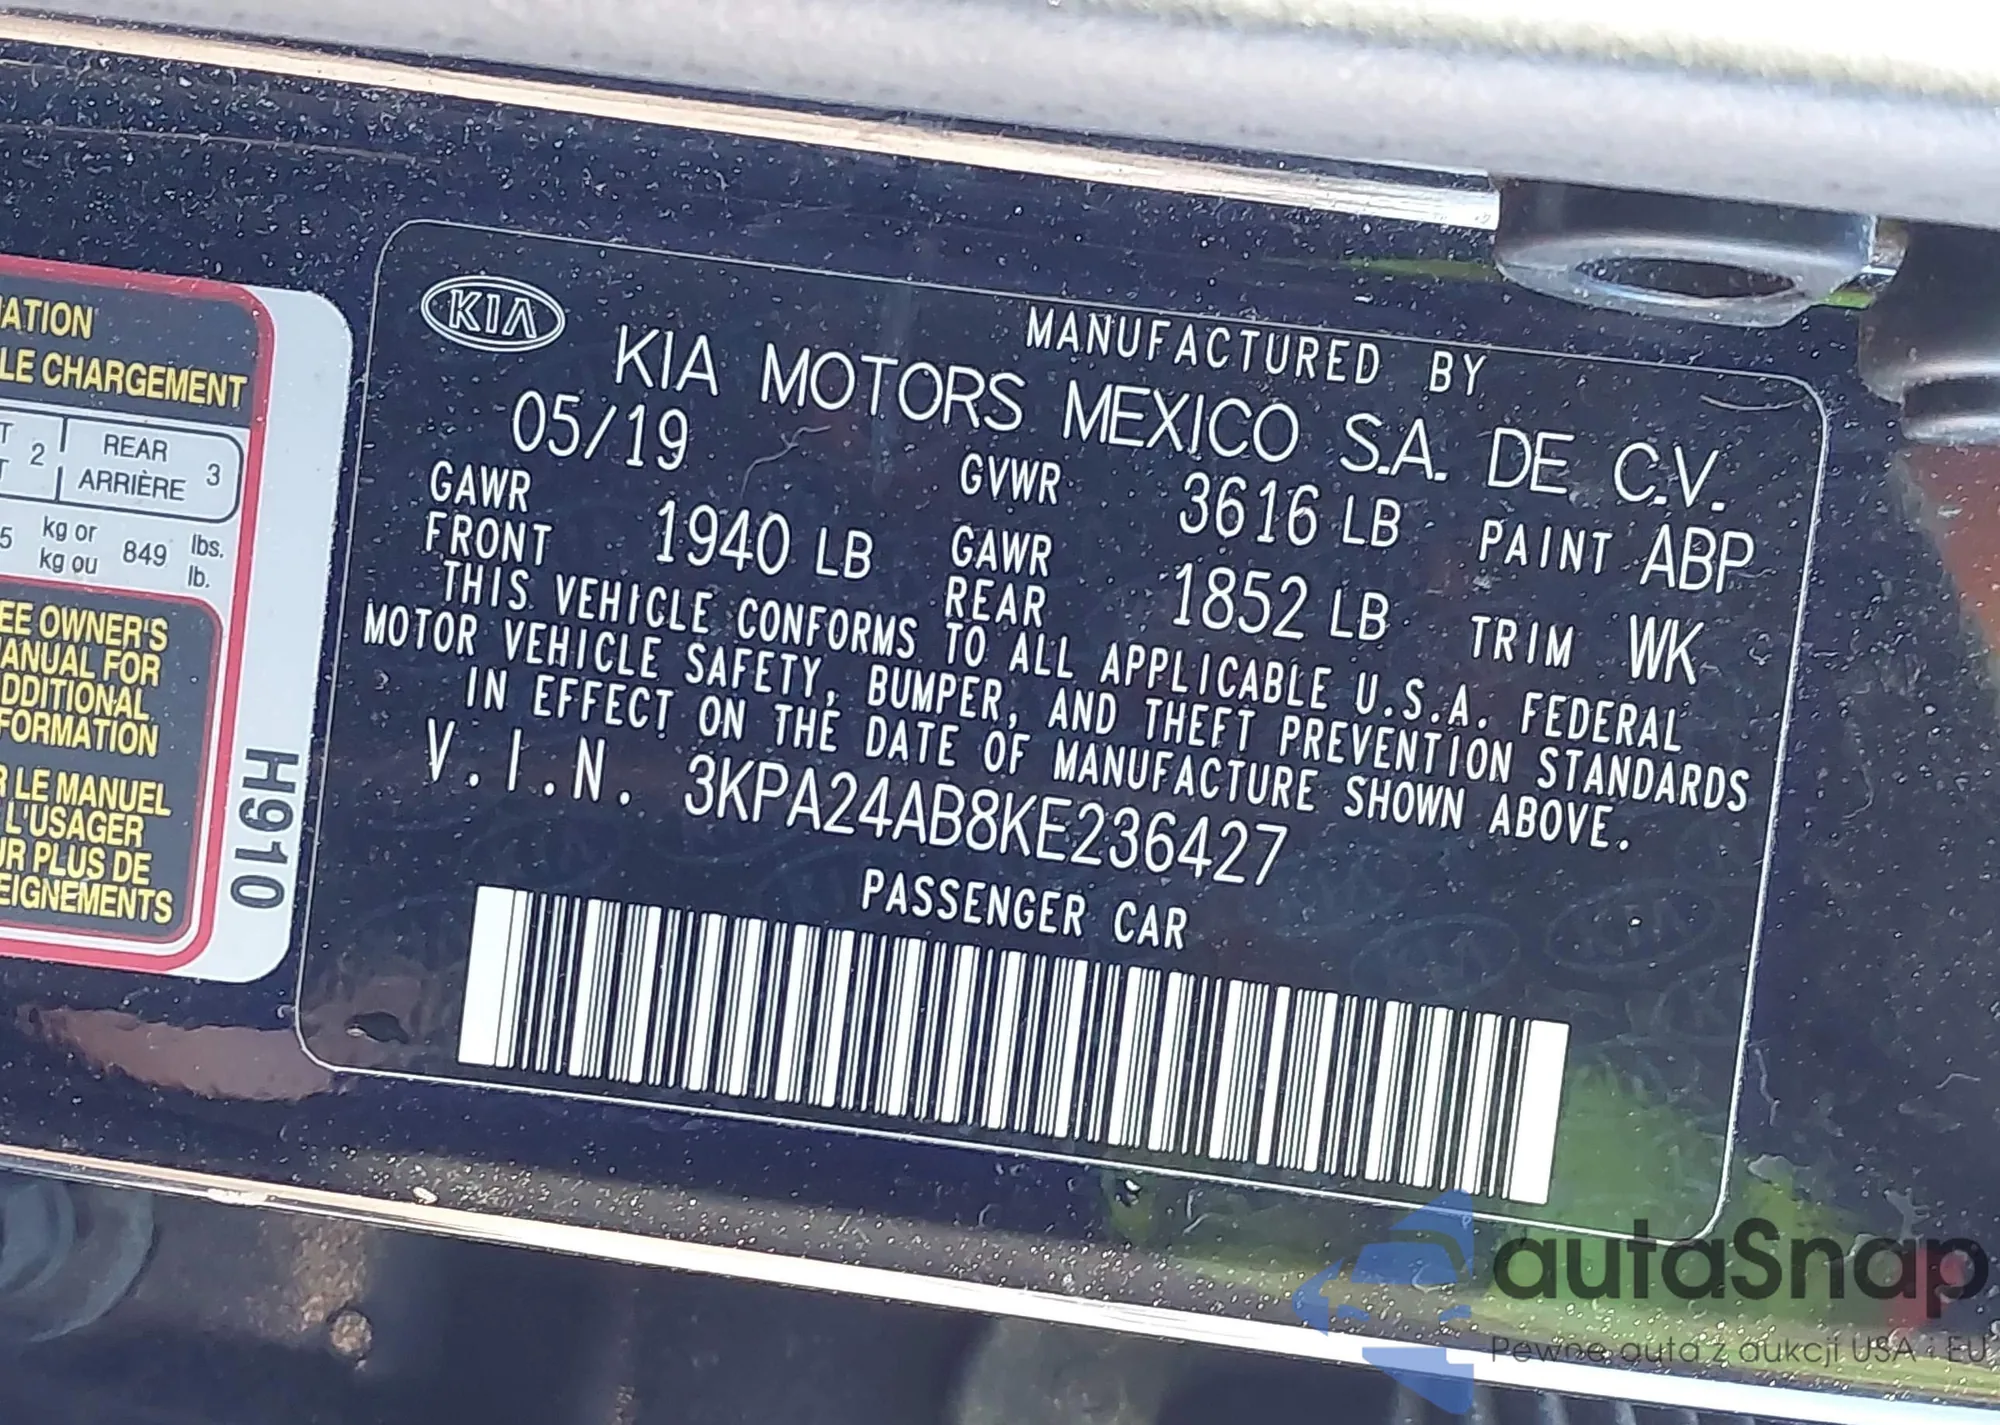 ATION
LE CHARGEMENT
2 REAR 3
ARRIÈRE
5 kg or 849 lbs.
kg ou lb.
EE OWNER'S
ANUAL FOR
DDITIONAL
FORMATION
R LE MANUEL
L'USAGER
UR PLUS DE
EIGNEMENTS
H910
KIA
MANUFACTURED BY
KIA MOTORS MEXICO S.A. DE C.V.
05/19 GVWR 3616 LB PAINT ABP
GAWR FRONT 1940 LB GAWR REAR 1852 LB TRIM WK
THIS VEHICLE CONFORMS TO ALL APPLICABLE U.S.A. FEDERAL
MOTOR VEHICLE SAFETY, BUMPER, AND THEFT PREVENTION STANDARDS
IN EFFECT ON THE DATE OF MANUFACTURE SHOWN ABOVE.
V.I.N. 3KPA24AB8KE236427
PASSENGER CAR
autaSnap
Pewne auta z aukcji USA i EU